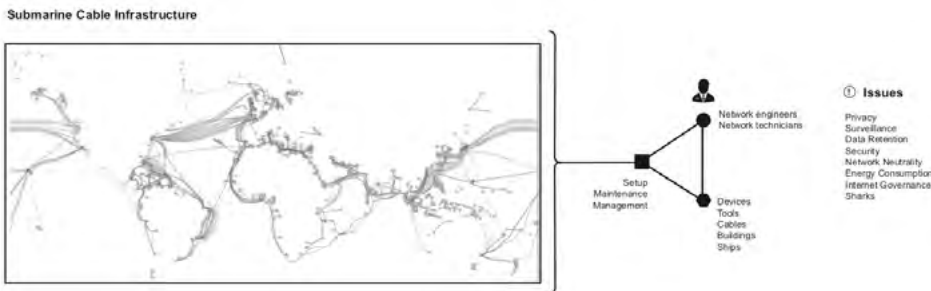 Submarine Cable Infrastructure
Network engineers
Network technicians
Setup
Maintenance
Management
Devices
Tools
Cables
Buildings
Ships
! Issues
Privacy
Surveillance
Data Retention
Security
Network Neutrality
Energy Consumption
Internet Governance
Sharks